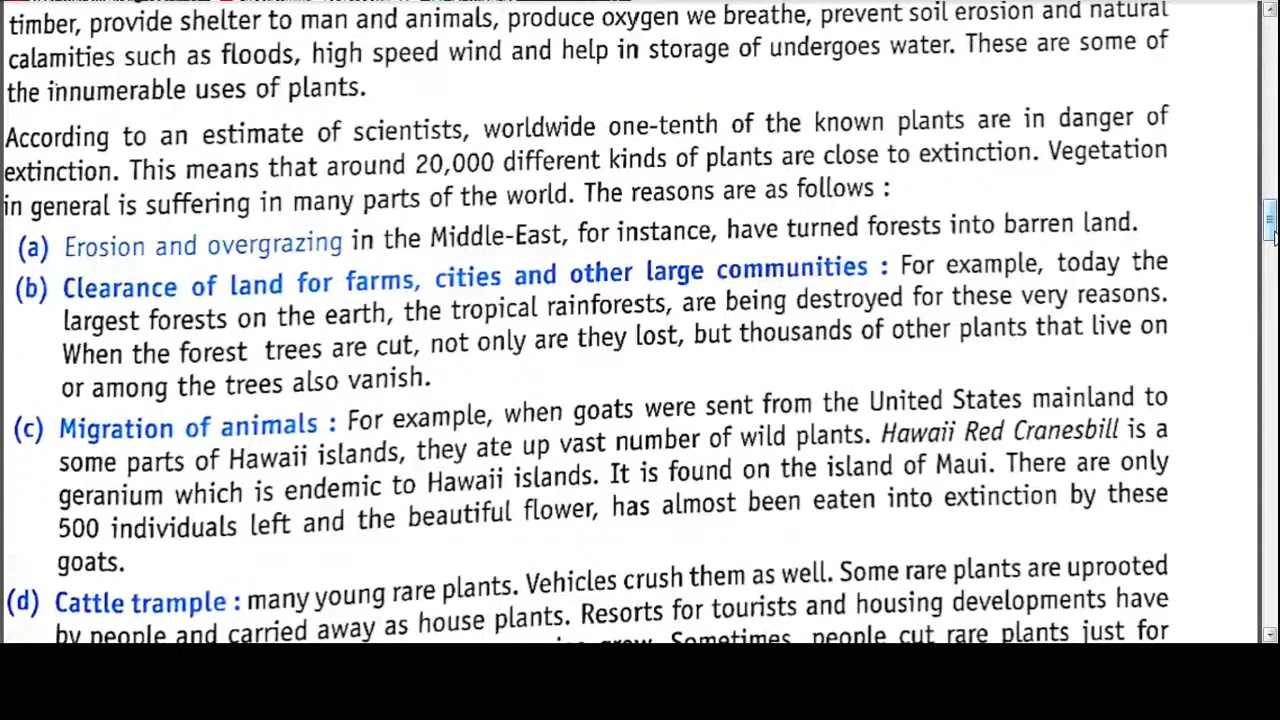 timber, provide shelter to man and animals, produce oxygen we breathe, prevent soil erosion and natural
calamities such as floods, high speed wind and help in storage of undergoes water. These are some of
the innumerable uses of plants.
According to an estimate of scientists, worldwide one-tenth of the known plants are in danger of
extinction. This means that around 20,000 different kinds of plants are close to extinction. Vegetation
in general is suffering in many parts of the world. The reasons are as follows :
(a) Erosion and overgrazing in the Middle-East, for instance, have turned forests into barren land.
(b) Clearance of land for farms, cities and other large communities : For example, today the
largest forests on the earth, the tropical rainforests, are being destroyed for these very reasons.
When the forest trees are cut, not only are they lost, but thousands of other plants that live on
or among the trees also vanish.
(c) Migration of animals : For example, when goats were sent from the United States mainland to
some parts of Hawaii islands, they ate up vast number of wild plants. Hawaii Red Cranesbill is a
geranium which is endemic to Hawaii islands. It is found on the island of Maui. There are only
500 individuals left and the beautiful flower, has almost been eaten into extinction by these
goats.
(d) Cattle trample : many young rare plants. Vehicles crush them as well. Some rare plants are uprooted
by people and carried away as house plants. Resorts for tourists and housing developments have
grow. Sometimes, people cut rare plants just for